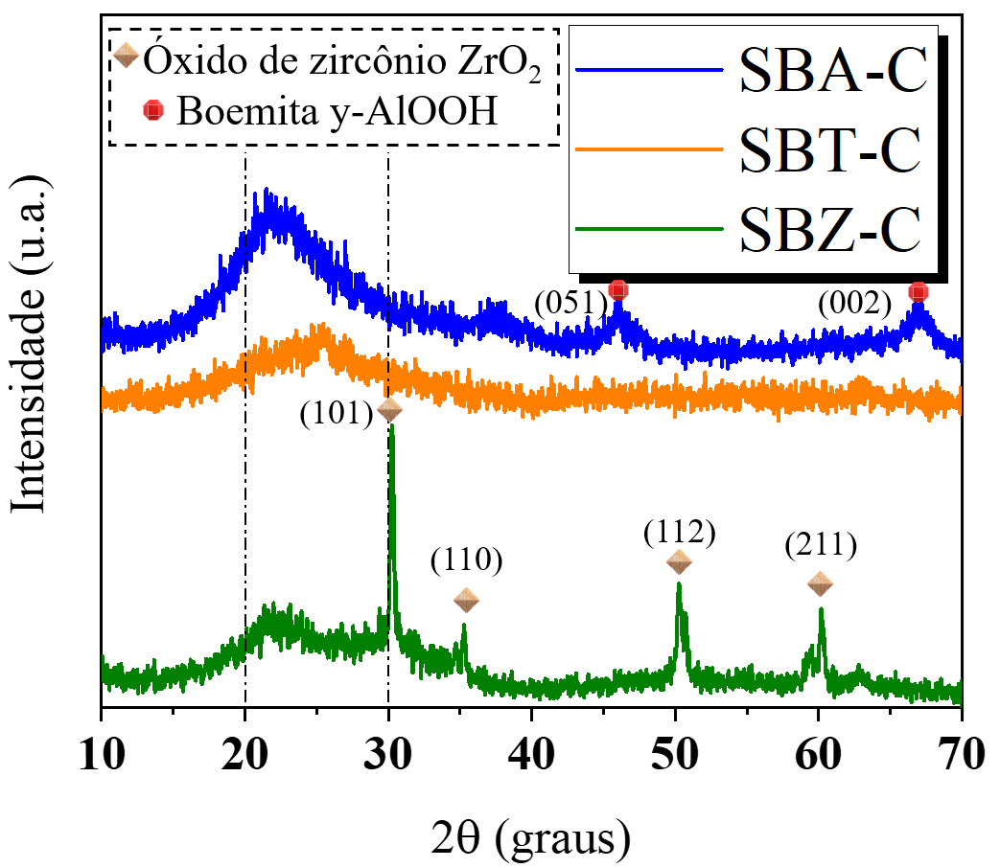 Óxido de zircônio ZrO₂
Boemita y-AlOOH
SBA-C
SBT-C
SBZ-C
(051)
(002)
(101)
(110)
(112)
(211)
Intensidade (u.a.)
10 20 30 40 50 60 70
2θ (graus)